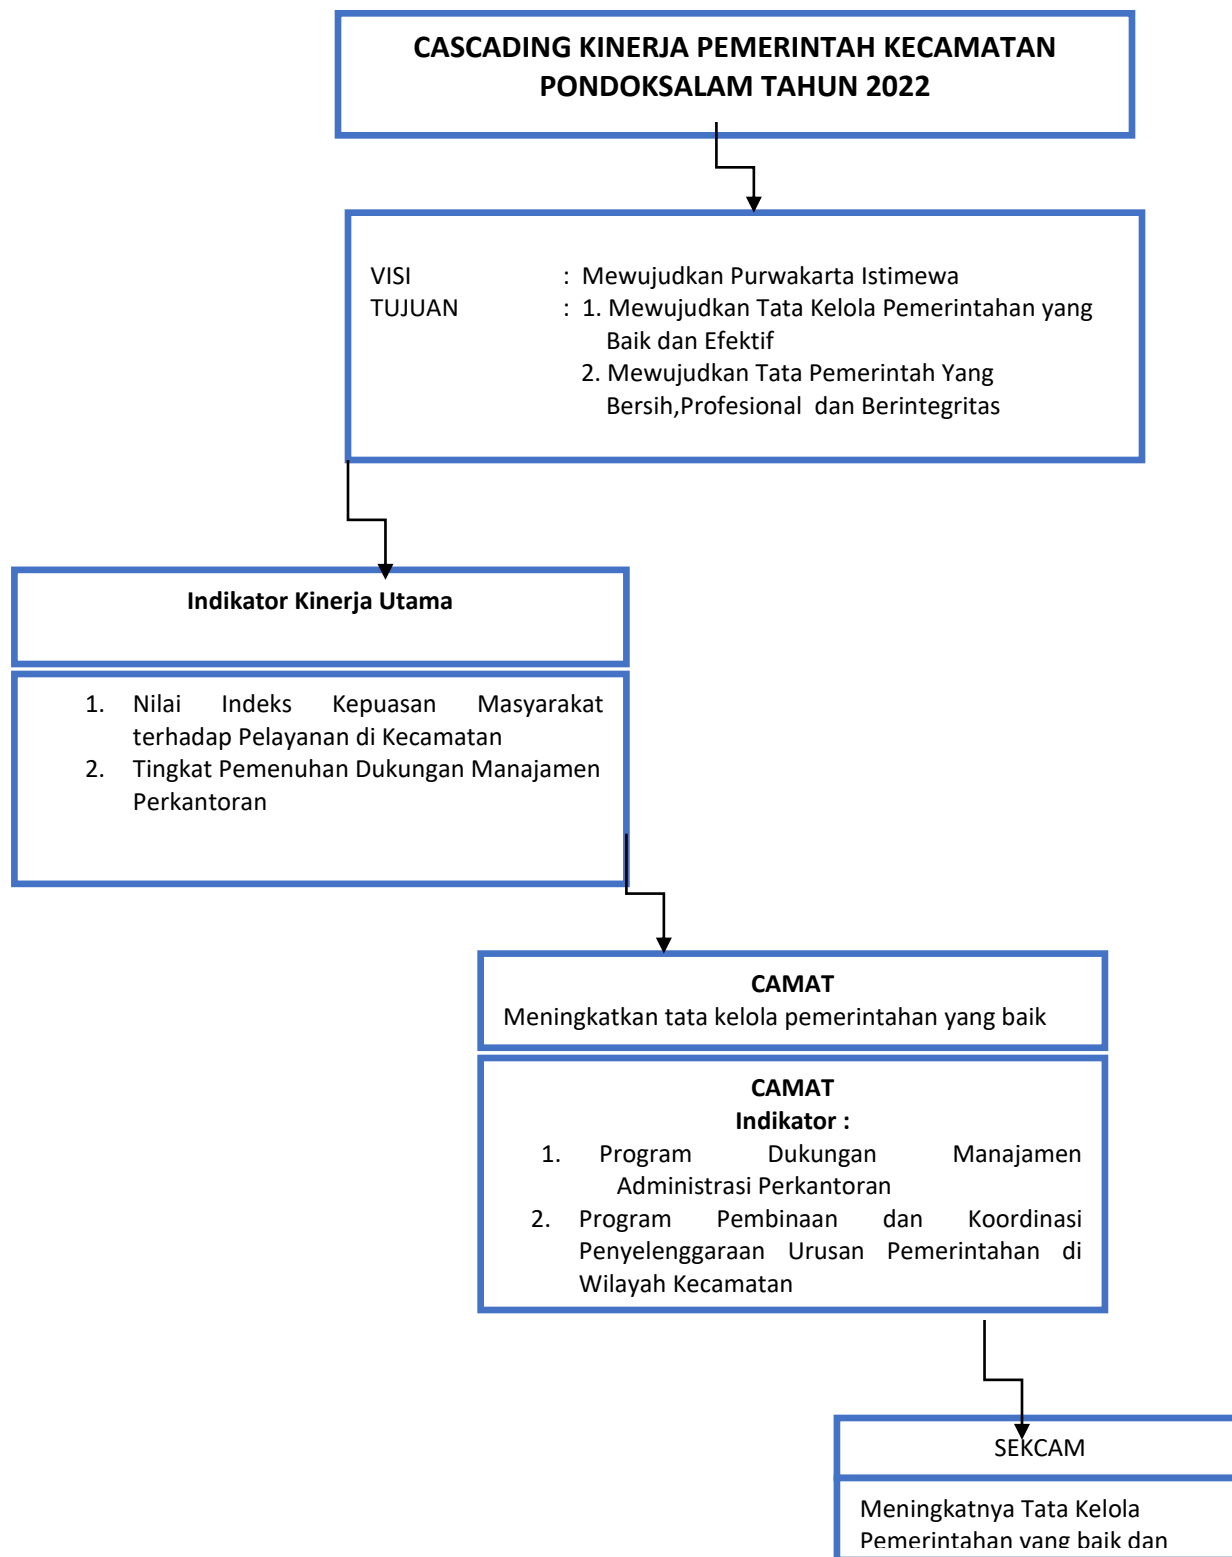 CASCADING KINERJA PEMERINTAH KECAMATAN
PONDOKSALAM TAHUN 2022
VISI : Mewujudkan Purwakarta Istimewa
TUJUAN : 1. Mewujudkan Tata Kelola Pemerintahan yang
Baik dan Efektif
2. Mewujudkan Tata Pemerintah Yang
Bersih,Profesional dan Berintegritas
Indikator Kinerja Utama
1. Nilai Indeks Kepuasan Masyarakat
terhadap Pelayanan di Kecamatan
2. Tingkat Pemenuhan Dukungan Manajamen
Perkantoran
CAMAT
Meningkatkan tata kelola pemerintahan yang baik
CAMAT
Indikator :
1. Program Dukungan Manajamen
Administrasi Perkantoran
2. Program Pembinaan dan Koordinasi
Penyelenggaraan Urusan Pemerintahan di
Wilayah Kecamatan
SEKCAM
Meningkatnya Tata Kelola
Pemerintahan yang baik dan